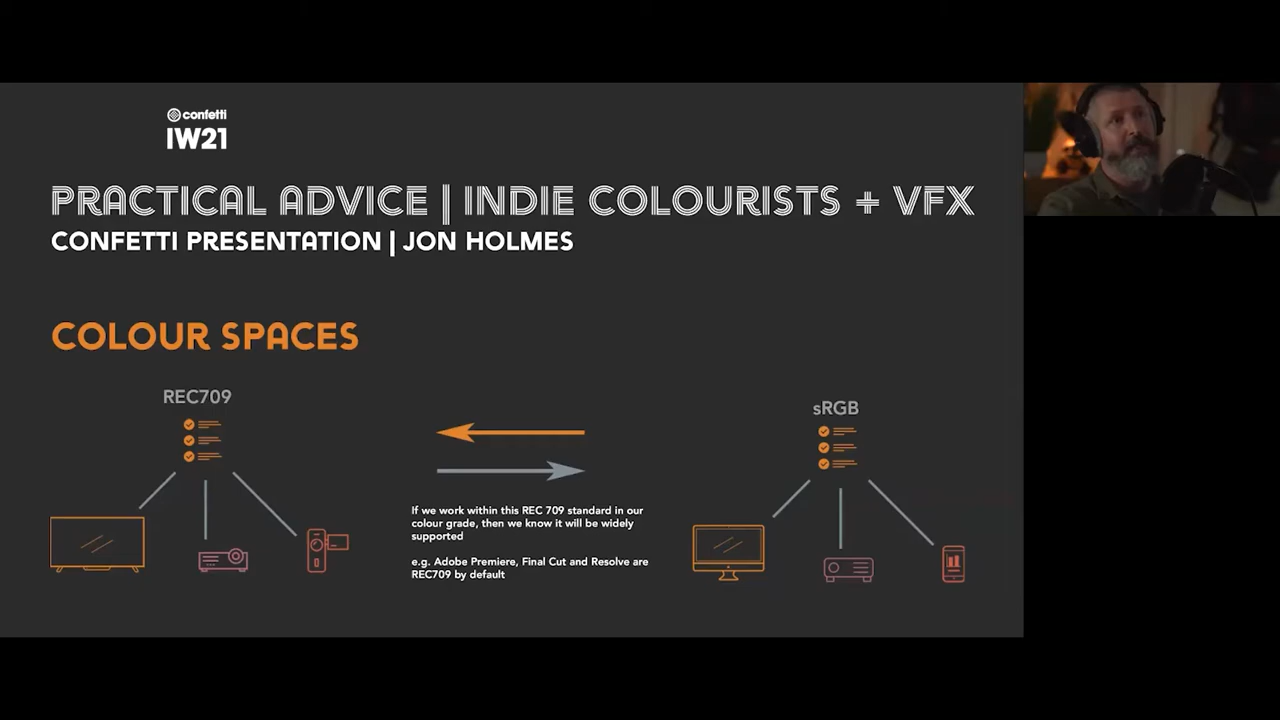 confetti
IW21
PRACTICAL ADVICE | INDIE COLOURISTS + VFX
CONFETTI PRESENTATION | JON HOLMES
COLOUR SPACES
REC709
sRGB
If we work within this REC 709 standard in our
colour grade, then we know it will be widely
supported
e.g. Adobe Premiere, Final Cut and Resolve are
REC709 by default